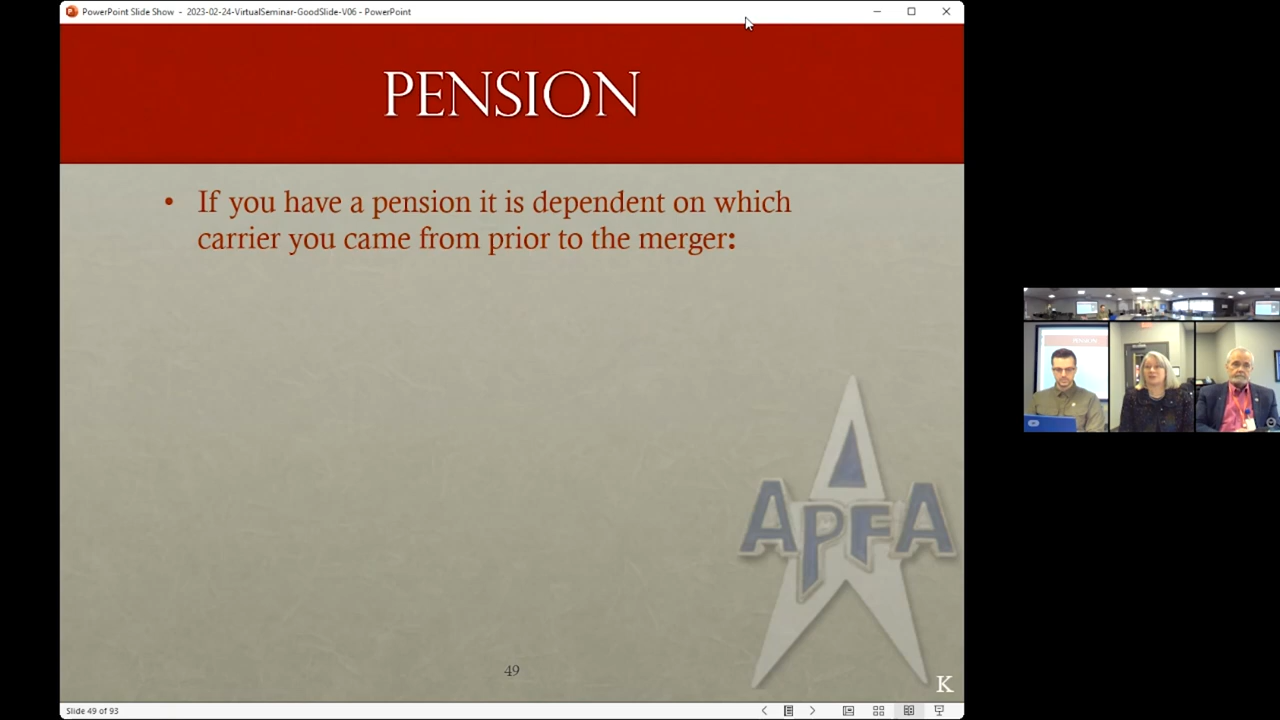 PowerPoint Slide Show - 2023-02-24-VirtualSeminar-GoodSlide-V06 - PowerPoint
PENSION
• If you have a pension it is dependent on which
carrier you came from prior to the merger:
APFA
49
K
Slide 49 of 93